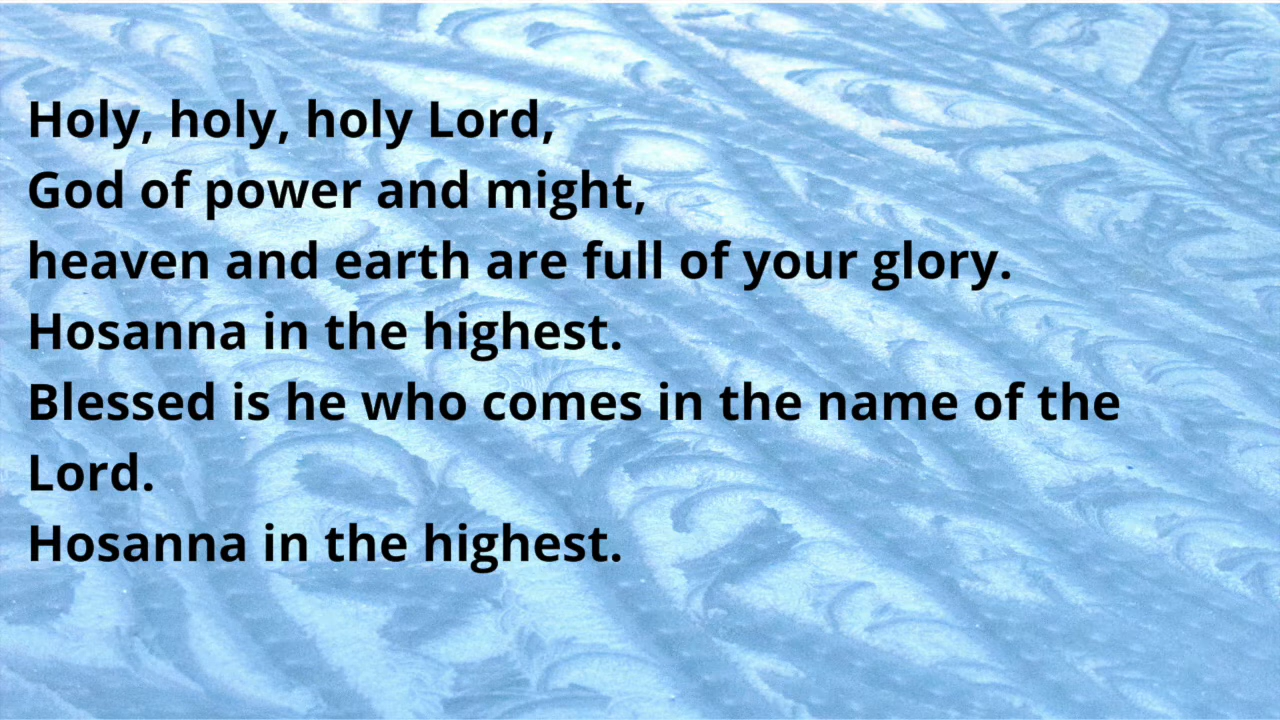 Holy, holy, holy Lord,
God of power and might,
heaven and earth are full of your glory.
Hosanna in the highest.
Blessed is he who comes in the name of the
Lord.
Hosanna in the highest.